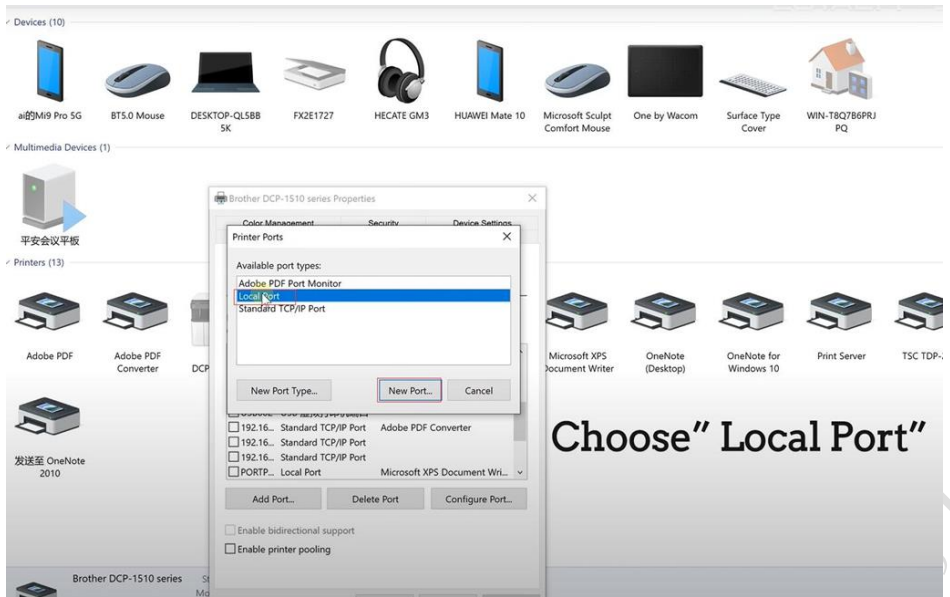 Devices (10)
ai的Mi9 Pro 5G
BT5.0 Mouse
DESKTOP-QL5BB
5K
FX2E1727
HECATE GM3
HUAWEI Mate 10
Microsoft Sculpt
Comfort Mouse
One by Wacom
Surface Type
Cover
WIN-T8Q7B6PRJ
PQ
Multimedia Devices (1)
平安会议平板
Printers (13)
Adobe PDF
Adobe PDF
Converter
DCP
Microsoft XPS
Document Writer
OneNote
(Desktop)
OneNote for
Windows 10
Print Server
TSC TDP-2
发送至 OneNote
2010
Brother DCP-1510 series Properties
Color Management
Security
Device Settings
Printer Ports
Available port types:
Adobe PDF Port Monitor
Local Port
Standard TCP/IP Port
New Port Type...
New Port...
Cancel
192.16... Standard TCP/IP Port Adobe PDF Converter
192.16... Standard TCP/IP Port
192.16... Standard TCP/IP Port
PORTP... Local Port Microsoft XPS Document Wri...
Add Port...
Delete Port
Configure Port...
Enable bidirectional support
Enable printer pooling
Choose” Local Port”
Brother DCP-1510 series